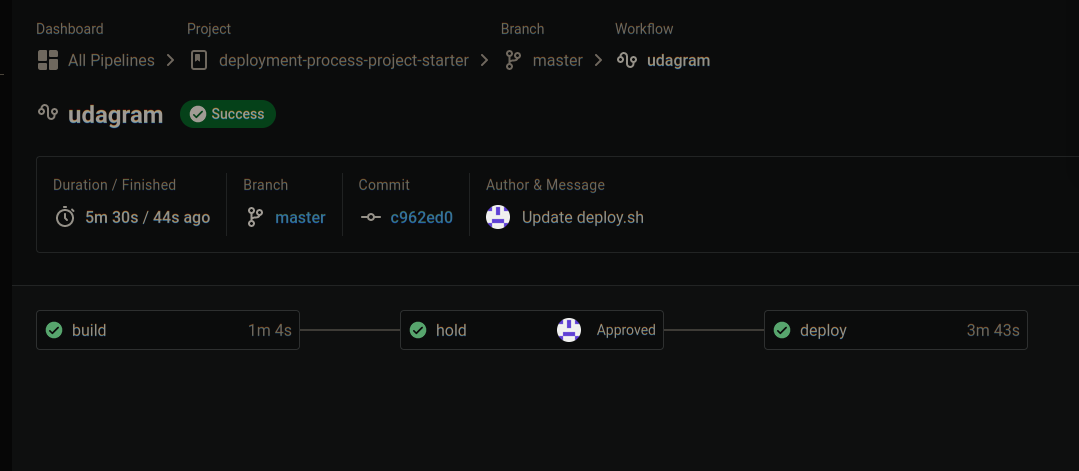 Dashboard Project Branch Workflow
All Pipelines deployment-process-project-starter master udagram
udagram Success
Duration / Finished Branch Commit Author & Message
5m 30s / 44s ago master c962ed0 Update deploy.sh
build 1m 4s hold Approved deploy 3m 43s